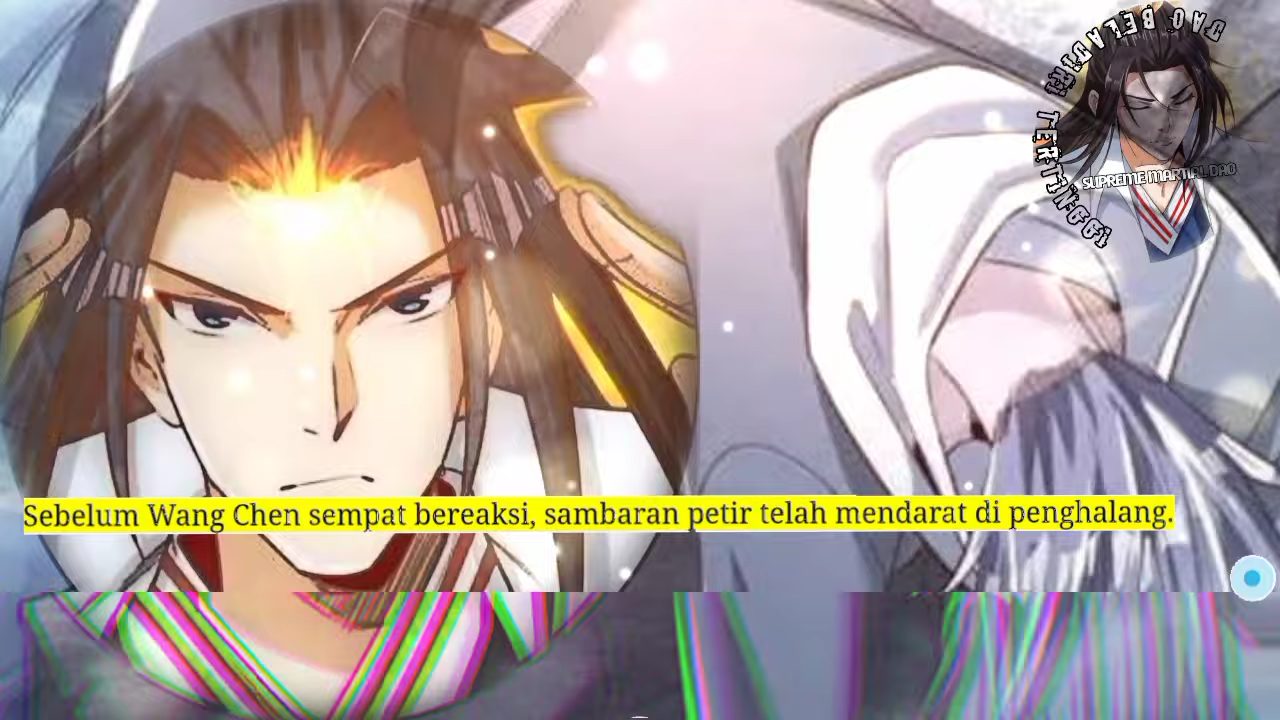 DAO BELADIRI TERTINGGI
SUPREME MARTIAL DAO
Sebelum Wang Chen sempat bereaksi, sambaran petir telah mendarat di penghalang.